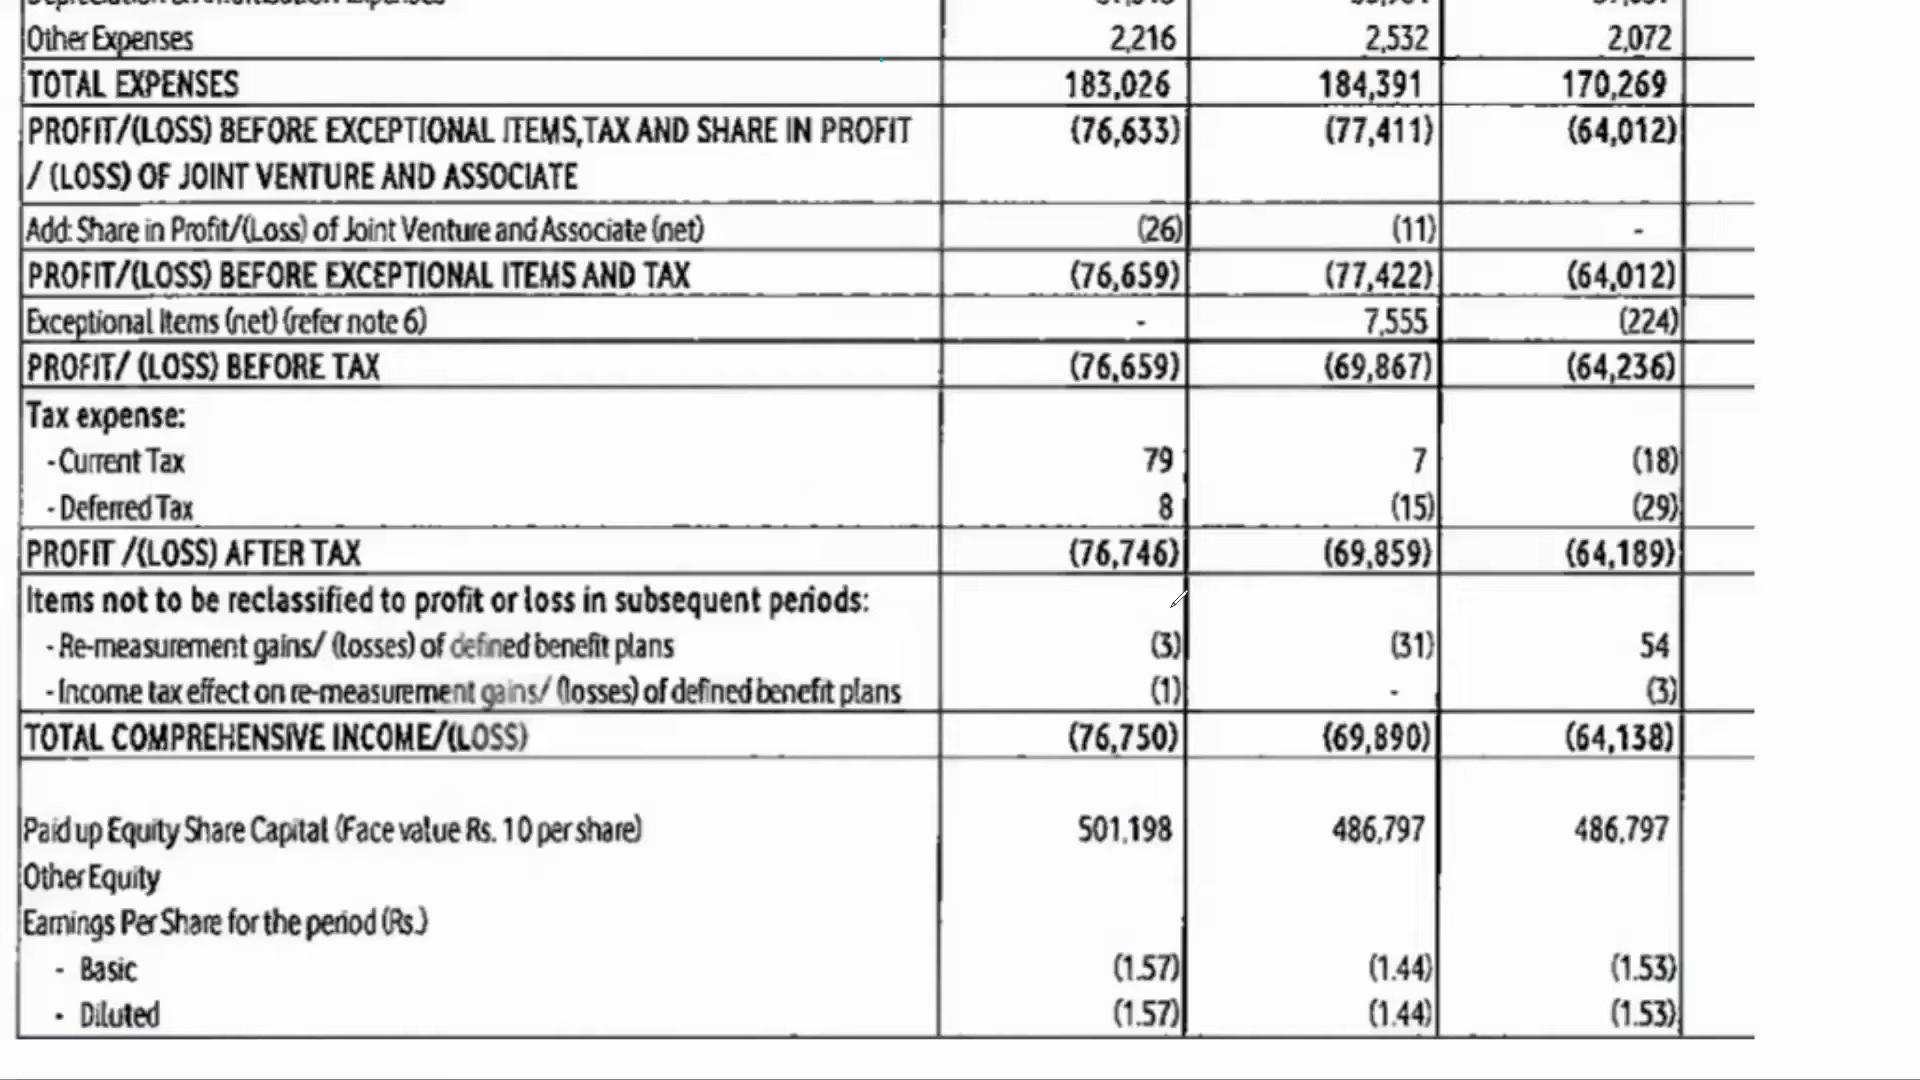 Other Expenses 2,216 2,532 2,072
TOTAL EXPENSES 183,026 184,391 170,269
PROFIT/(LOSS) BEFORE EXCEPTIONAL ITEMS,TAX AND SHARE IN PROFIT (76,633) (77,411) (64,012)
/ (LOSS) OF JOINT VENTURE AND ASSOCIATE
Add: Share in Profit/(Loss) of Joint Venture and Associate (net) (26) (11) -
PROFIT/(LOSS) BEFORE EXCEPTIONAL ITEMS AND TAX (76,659) (77,422) (64,012)
Exceptional Items (net) (refer note 6) - 7,555 (224)
PROFIT/ (LOSS) BEFORE TAX (76,659) (69,867) (64,236)
Tax expense:
- Current Tax 79 7 (18)
- Deferred Tax 8 (15) (29)
PROFIT /(LOSS) AFTER TAX (76,746) (69,859) (64,189)
Items not to be reclassified to profit or loss in subsequent periods:
- Re-measurement gains/ (losses) of defined benefit plans (3) (31) 54
- Income tax effect on re-measurement gains/ (losses) of defined benefit plans (1) - (3)
TOTAL COMPREHENSIVE INCOME/(LOSS) (76,750) (69,890) (64,138)
Paid up Equity Share Capital (Face value Rs. 10 per share) 501,198 486,797 486,797
Other Equity
Earnings Per Share for the period (Rs.)
- Basic (1.57) (1.44) (1.53)
- Diluted (1.57) (1.44) (1.53)